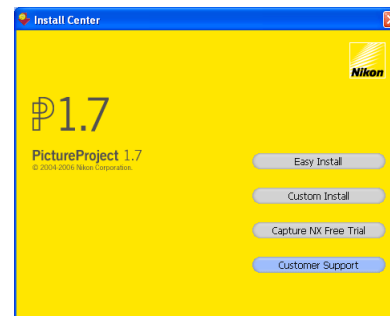 Install Center
Nikon
P1.7
PictureProject 1.7
© 2004-2006 Nikon Corporation.
Easy Install
Custom Install
Capture NX Free Trial
Customer Support